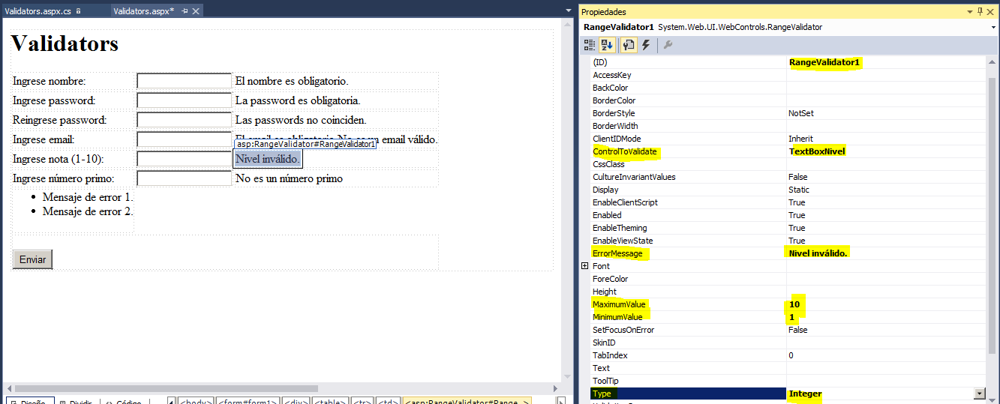 Validators.aspx.cs
Validators.aspx*
Validators
Ingrese nombre:
El nombre es obligatorio.
Ingrese password:
La password es obligatoria.
Reingrese password:
Las passwords no coinciden.
Ingrese email:
El email es obligatorio.No es un email válido.
asp:RangeValidator#RangeValidator1
Ingrese nota (1-10):
Nivel inválido.
Ingrese número primo:
No es un número primo
Mensaje de error 1.
Mensaje de error 2.
Enviar
Diseño
Dividir
Código
<body>
<form#form1>
<div>
<table>
<tr>
<td>
<asp:RangeValidator#Range...>
Propiedades
RangeValidator1 System.Web.UI.WebControls.RangeValidator
(ID) RangeValidator1
AccessKey
BackColor
BorderColor
BorderStyle NotSet
BorderWidth
ClientIDMode Inherit
ControlToValidate TextBoxNivel
CssClass
CultureInvariantValues False
Display Static
EnableClientScript True
Enabled True
EnableTheming True
EnableViewState True
ErrorMessage Nivel inválido.
Font
ForeColor
Height
MaximumValue 10
MinimumValue 1
SetFocusOnError False
SkinID
TabIndex 0
Text
ToolTip
Type Integer